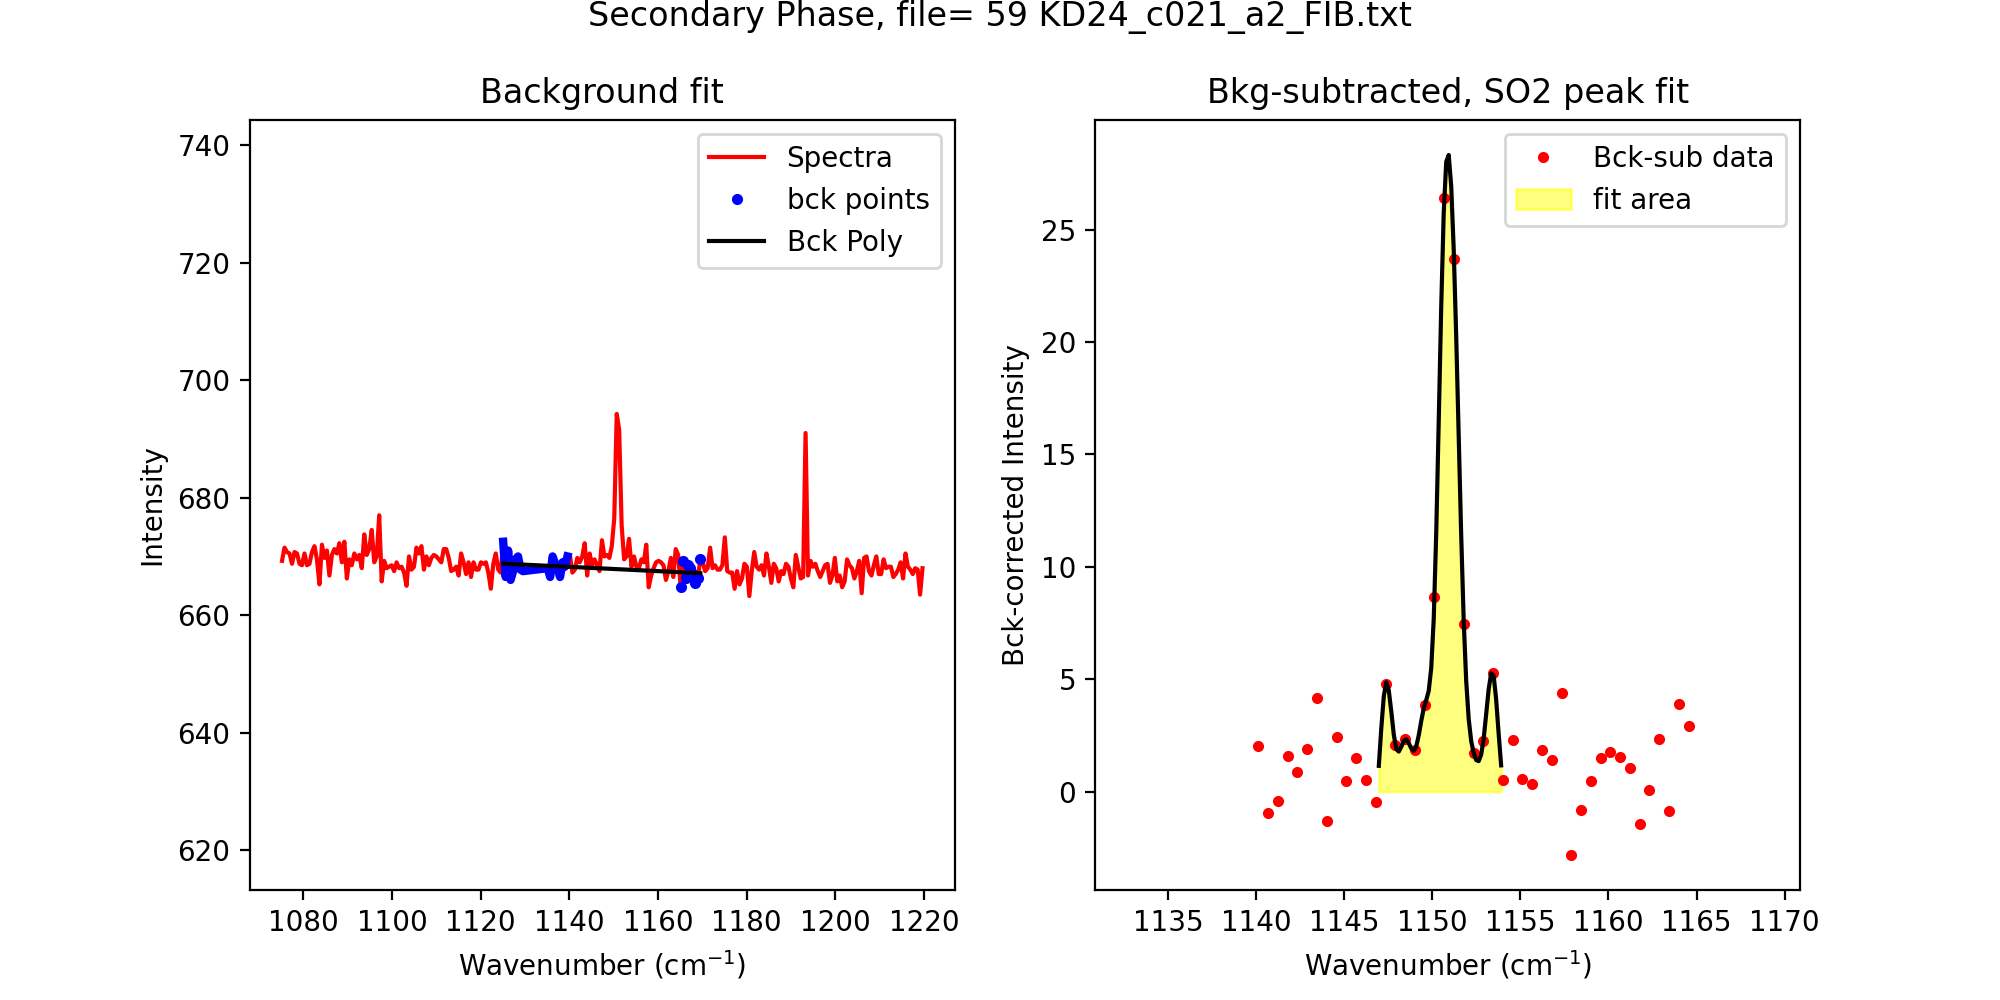 Secondary Phase, file= 59 KD24_c021_a2_FIB.txt
Background fit
Spectra
bck points
Bck Poly
740
720
700
680
660
640
620
Intensity
1080 1100 1120 1140 1160 1180 1200 1220
Wavenumber (cm⁻¹)
Bkg-subtracted, SO2 peak fit
Bck-sub data
fit area
25
20
15
10
5
0
Bck-corrected Intensity
1135 1140 1145 1150 1155 1160 1165 1170
Wavenumber (cm⁻¹)